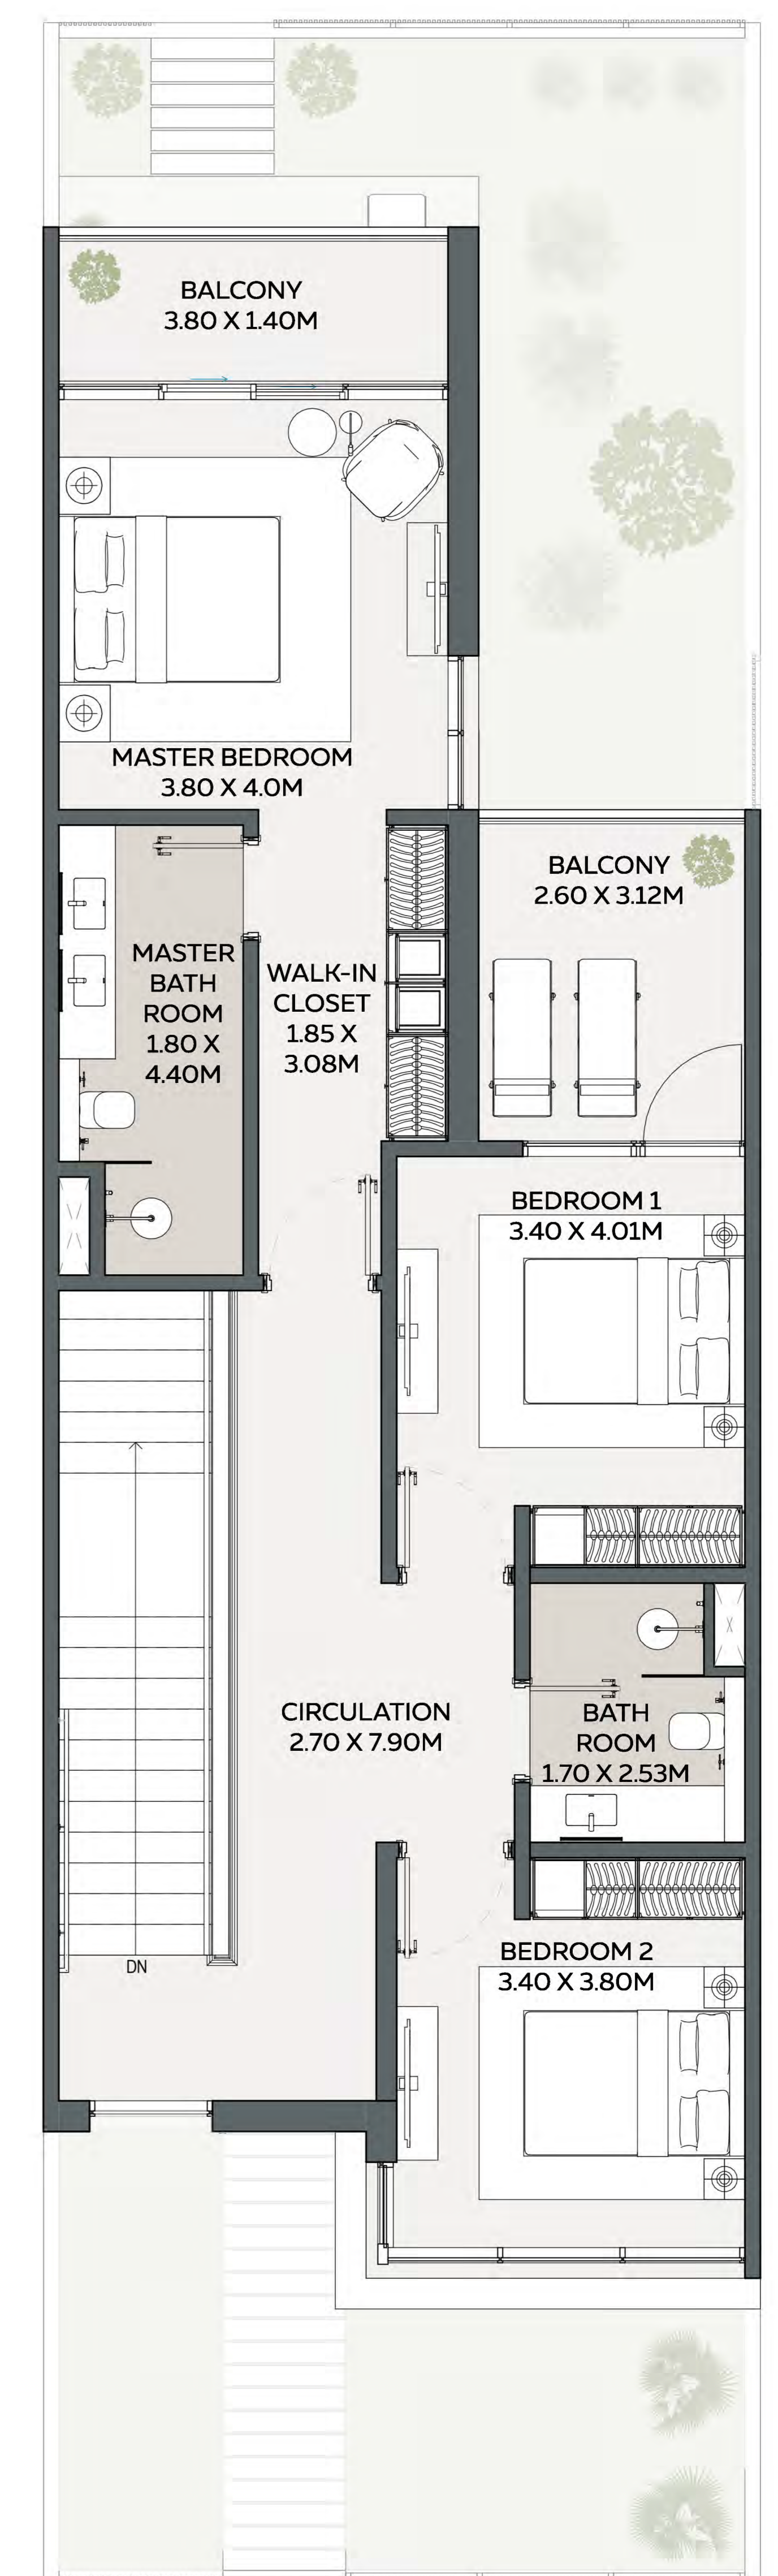 BALCONY
3.80 X 1.40M
MASTER BEDROOM
3.80 X 4.0M
BALCONY
2.60 X 3.12M
MASTER
BATH
ROOM
1.80 X
4.40M
WALK-IN
CLOSET
1.85 X
3.08M
BEDROOM 1
3.40 X 4.01M
CIRCULATION
2.70 X 7.90M
BATH
ROOM
1.70 X 2.53M
DN
BEDROOM 2
3.40 X 3.80M